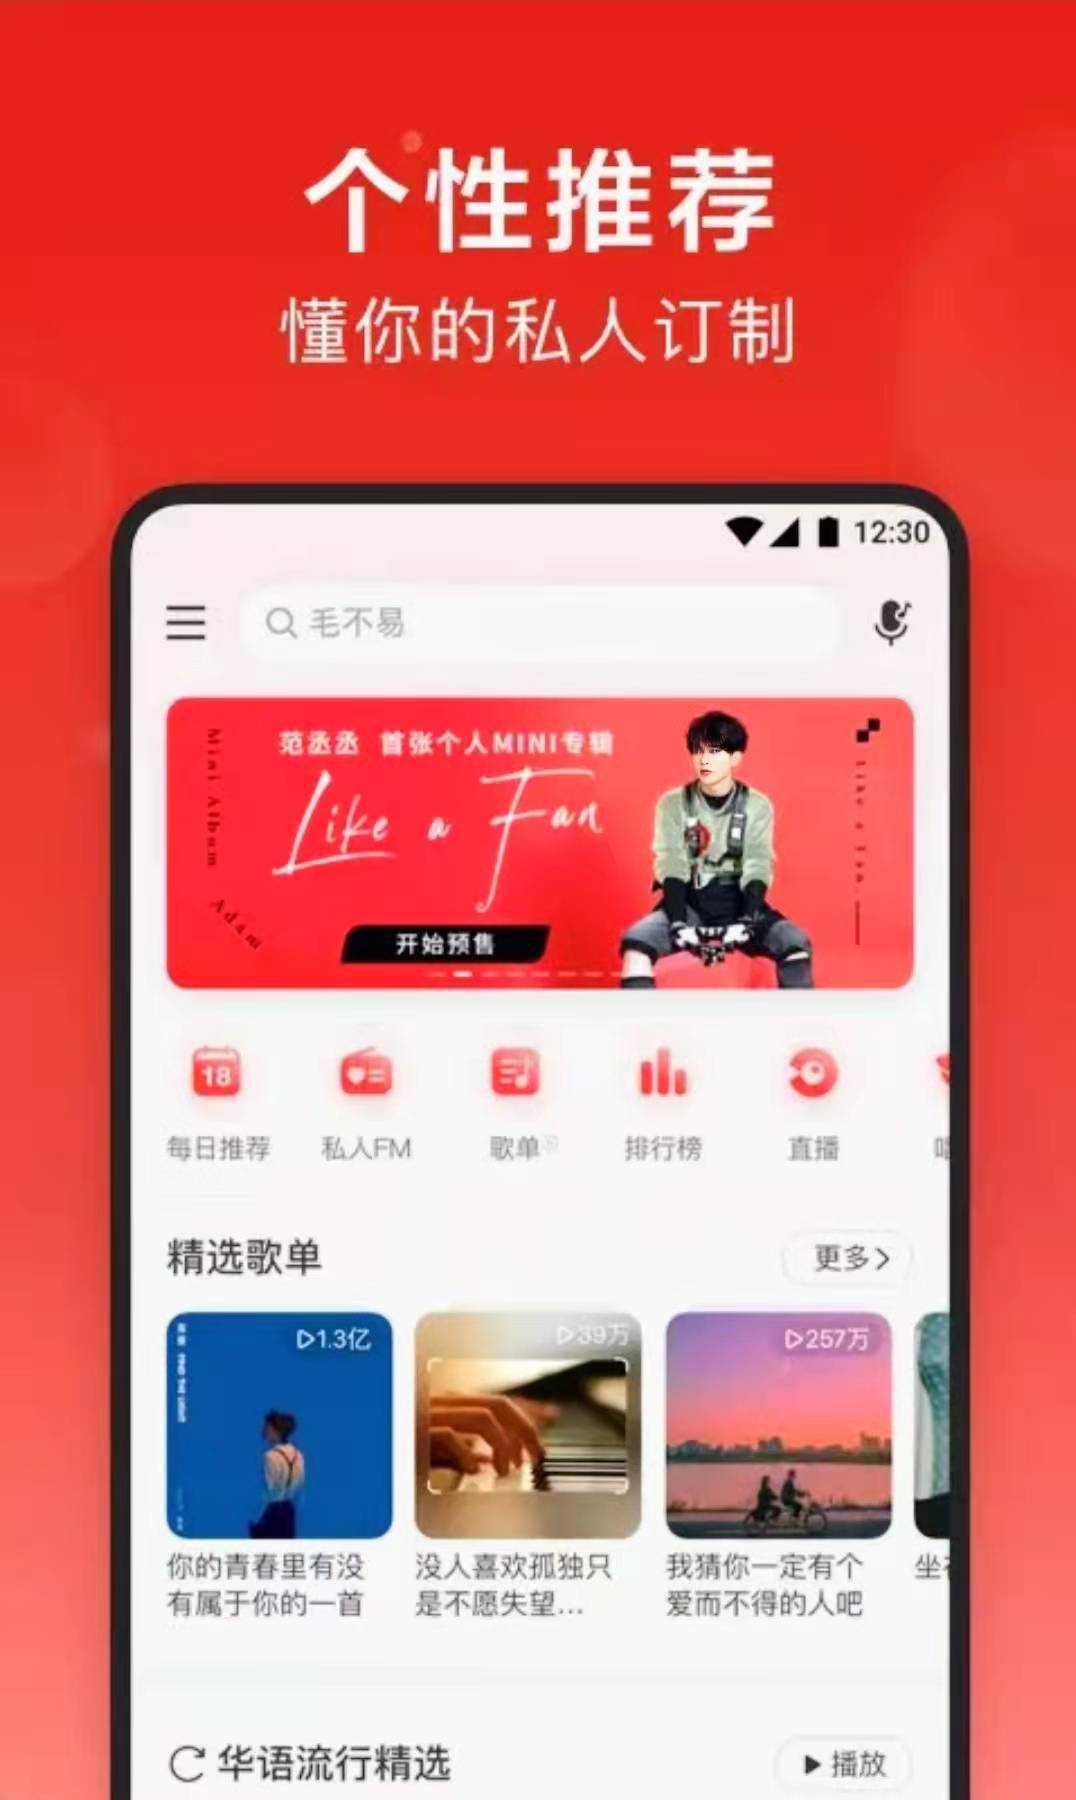 个性推荐
懂你的私人订制
12:30
毛不易
范丞丞 首张个人MINI专辑
Like a Fan
Mini Album
Adam
Like a Fan
开始预售
18
每日推荐
私人FM
歌单
排行榜
直播
唱
精选歌单
更多
1.3亿
39万
257万
你的青春里有没
有属于你的一首
没人喜欢孤独只
是不愿失望...
我猜你一定有个
爱而不得的人吧
坐在
华语流行精选
播放